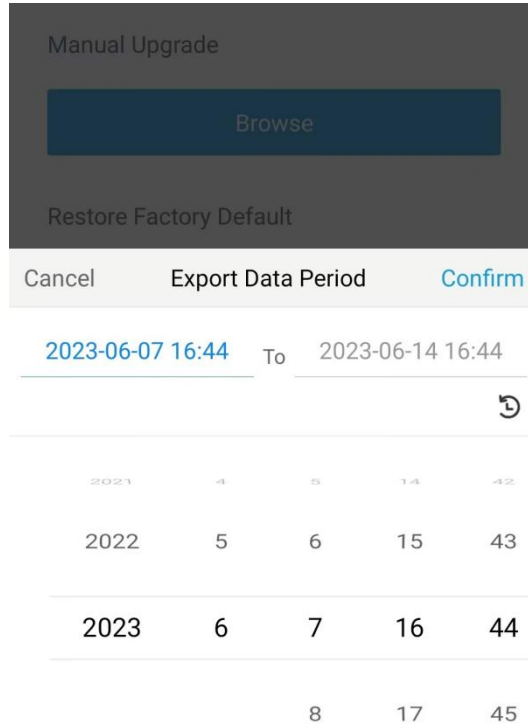 Manual Upgrade
Browse
Restore Factory Default
Cancel Export Data Period Confirm
2023-06-07 16:44 To 2023-06-14 16:44
2021 4 5 14 42
2022 5 6 15 43
2023 6 7 16 44
8 17 45